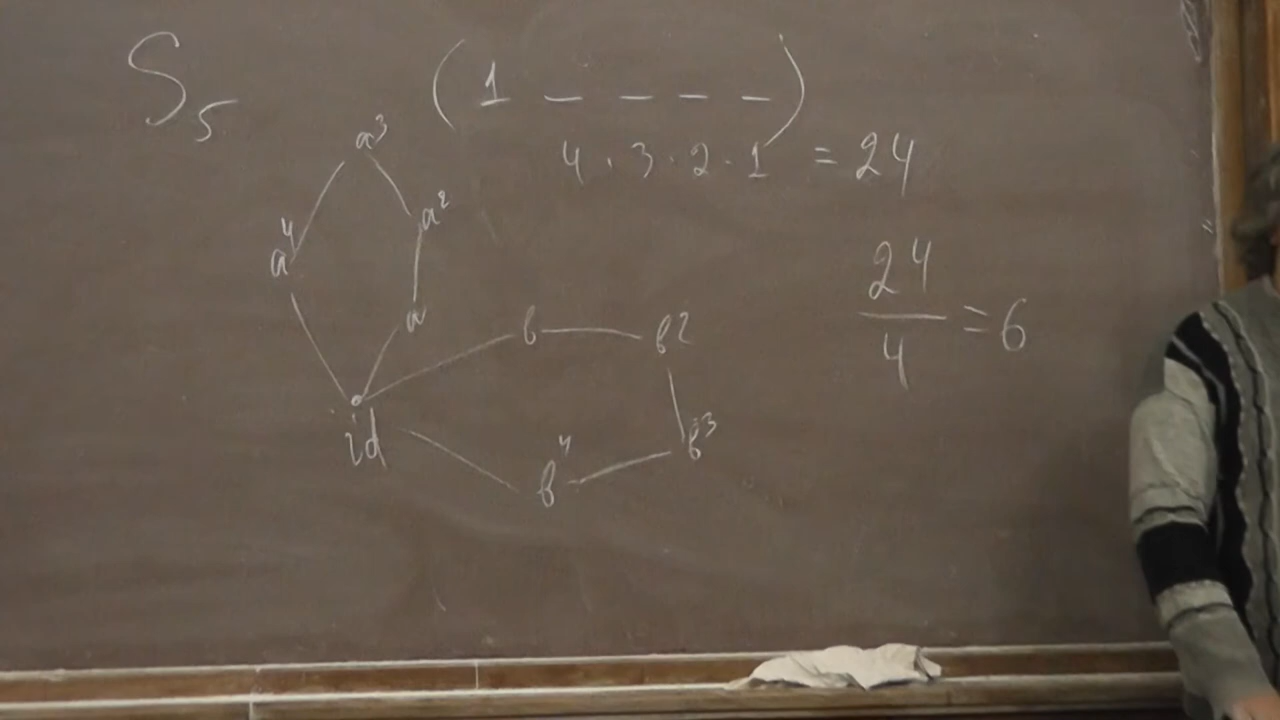 S₅
(1 _ _ _ _)
4 · 3 · 2 · 1 = 24
a³
a²
a⁴
a
id
24/4 = 6
b
b²
b³
b⁴